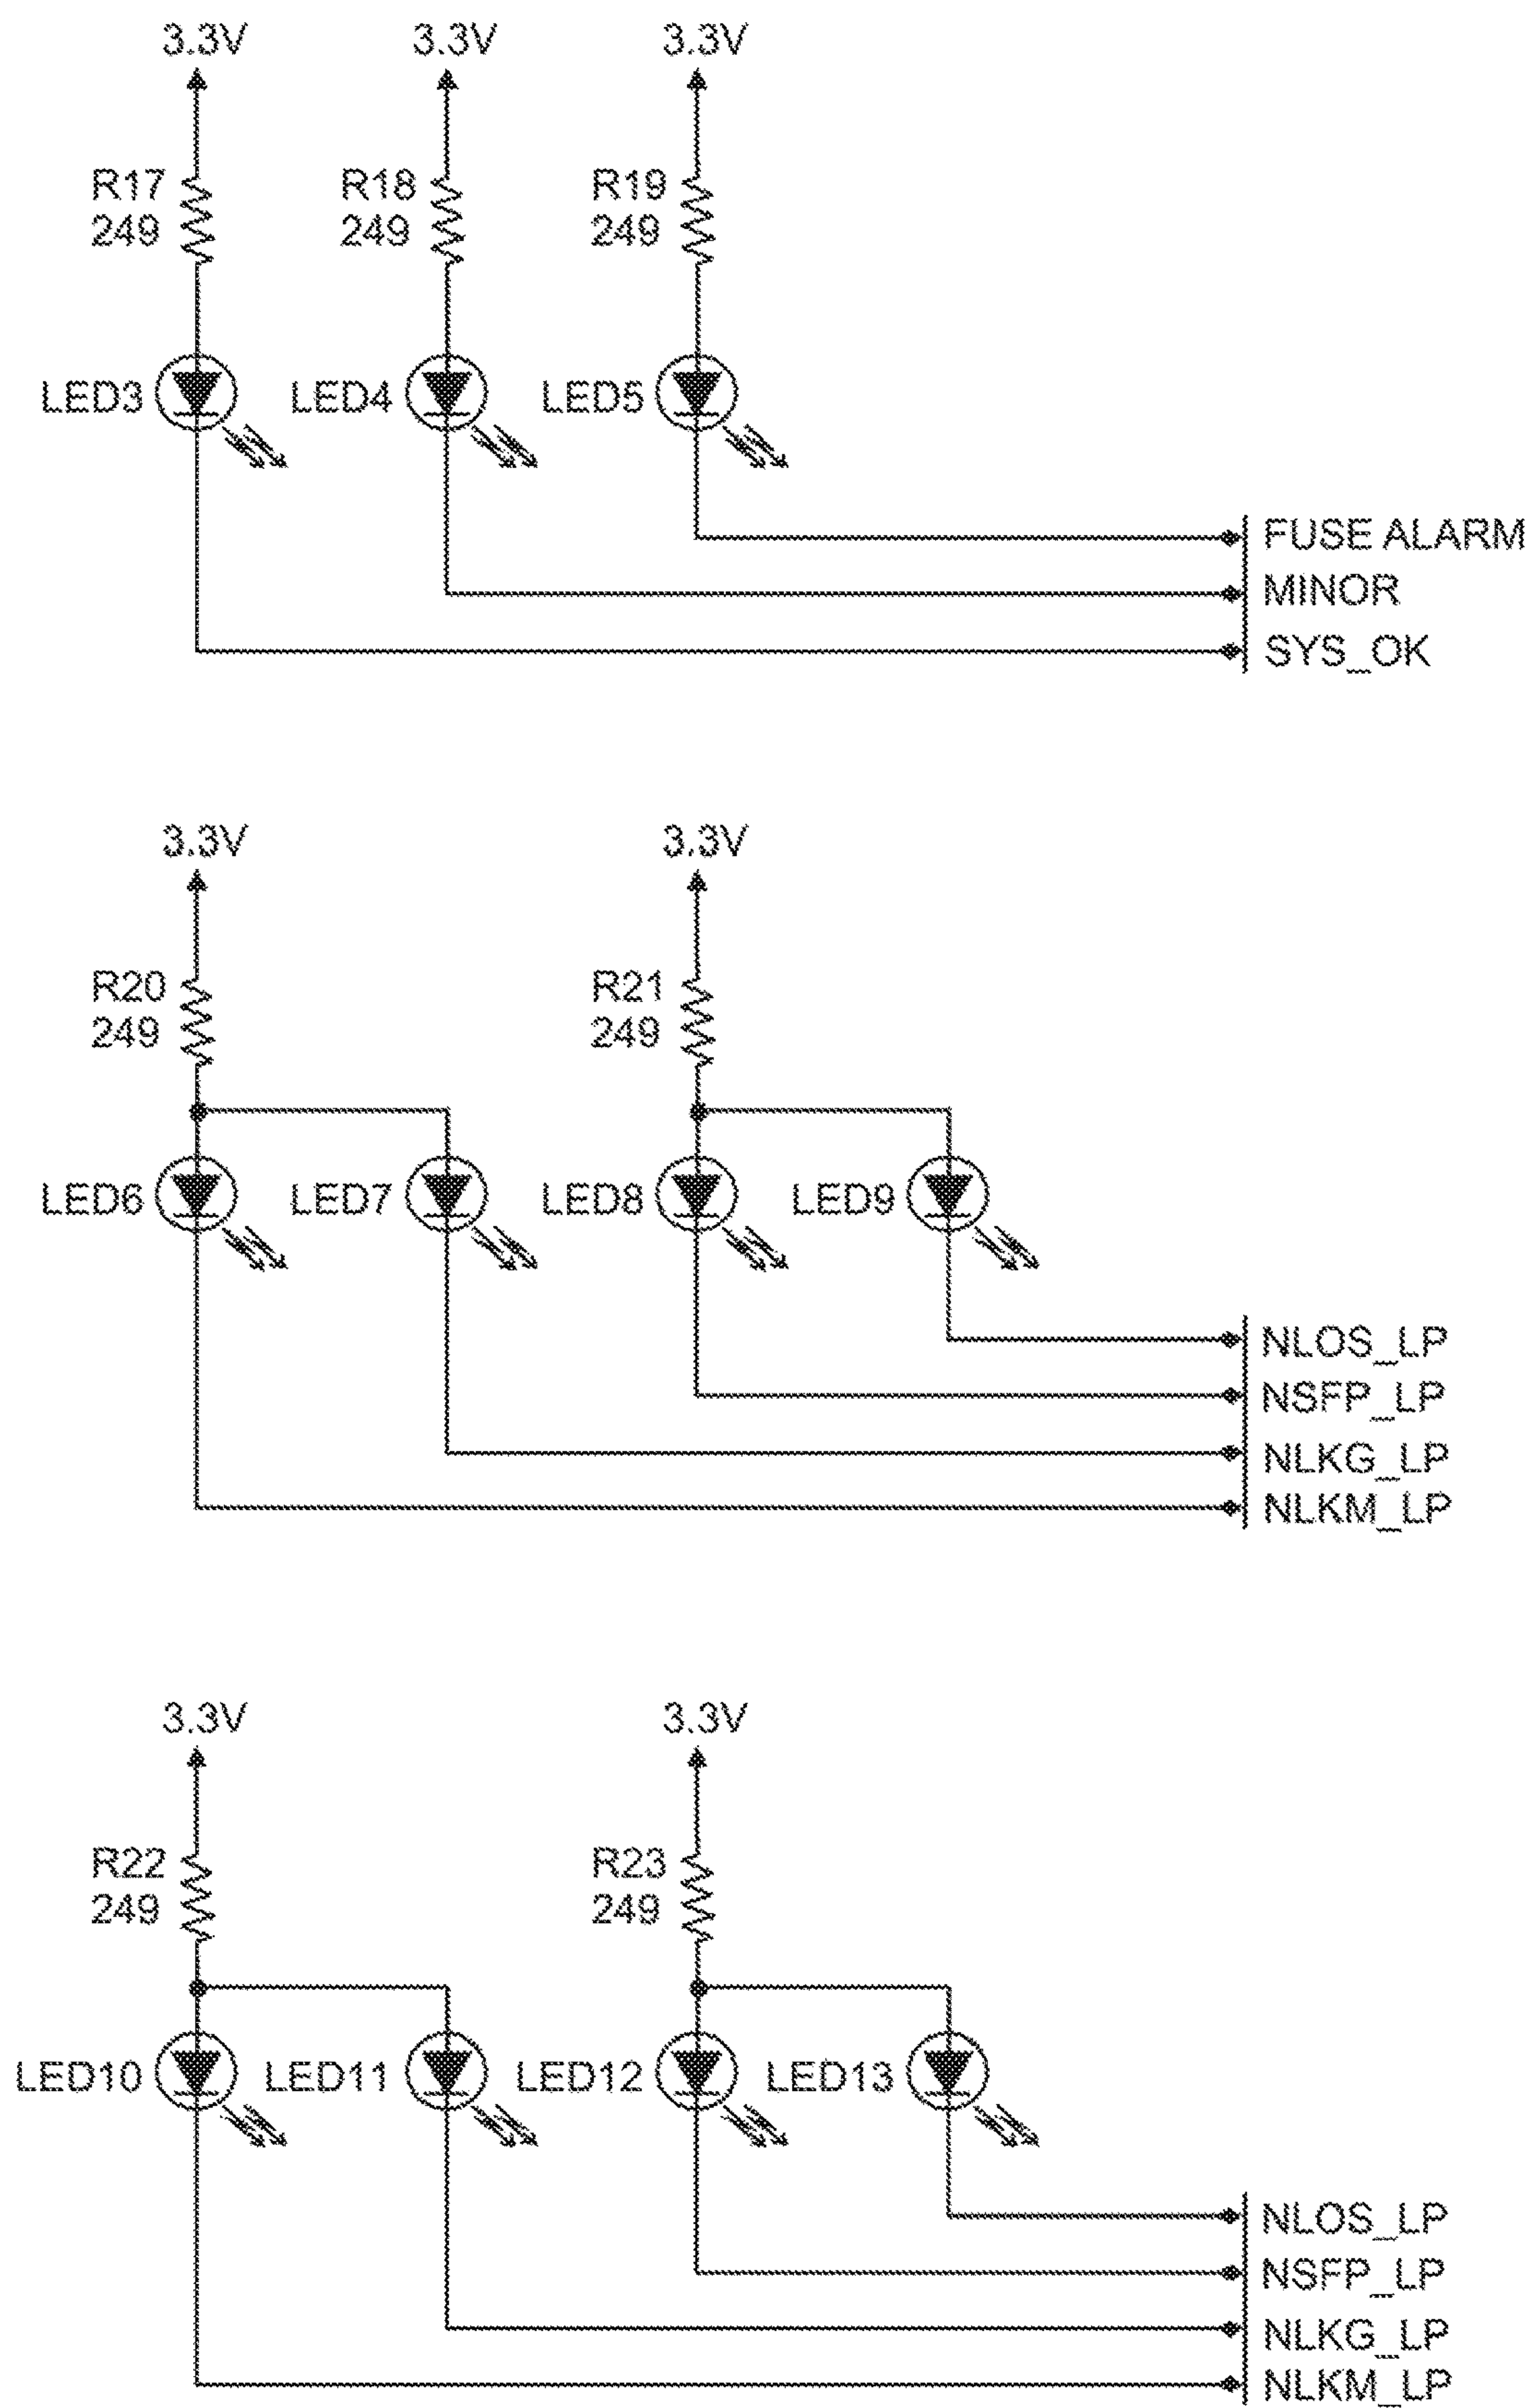 3.3V 3.3V 3.3V
R17 R18 R19
249 249 249
LED3 LED4 LED5
FUSE ALARM
MINOR
SYS_OK
3.3V 3.3V
R20 R21
249 249
LED6 LED7 LED8 LED9
NLOS_LP
NSFP_LP
NLKG_LP
NLKM_LP
3.3V 3.3V
R22 R23
249 249
LED10 LED11 LED12 LED13
NLOS_LP
NSFP_LP
NLKG_LP
NLKM_LP